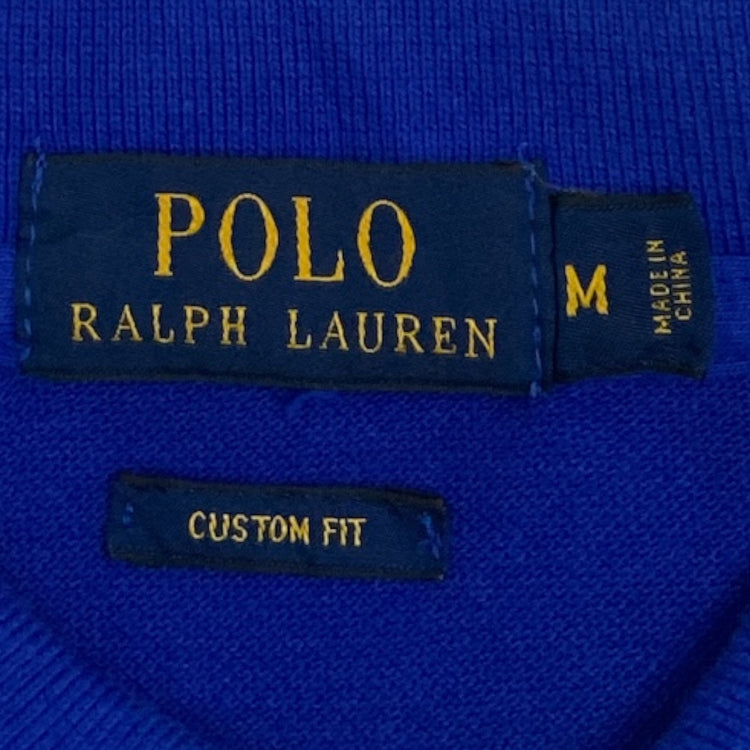 POLO
RALPH LAUREN
M
MADE IN
CHINA
CUSTOM FIT